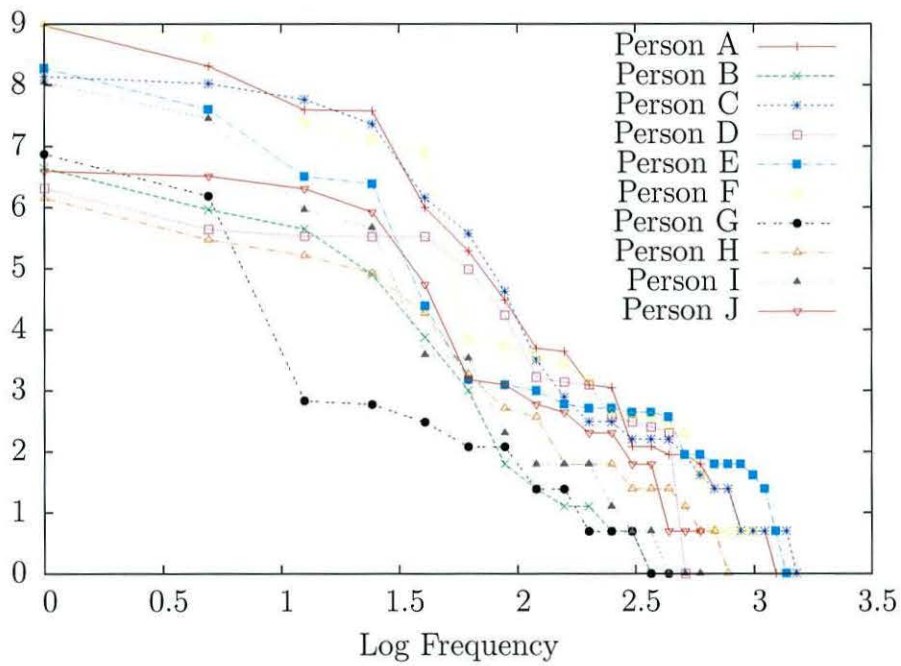 9
8
7
6
5
4
3
2
1
0
Person A
Person B
Person C
Person D
Person E
Person F
Person G
Person H
Person I
Person J
0 0.5 1 1.5 2 2.5 3 3.5
Log Frequency